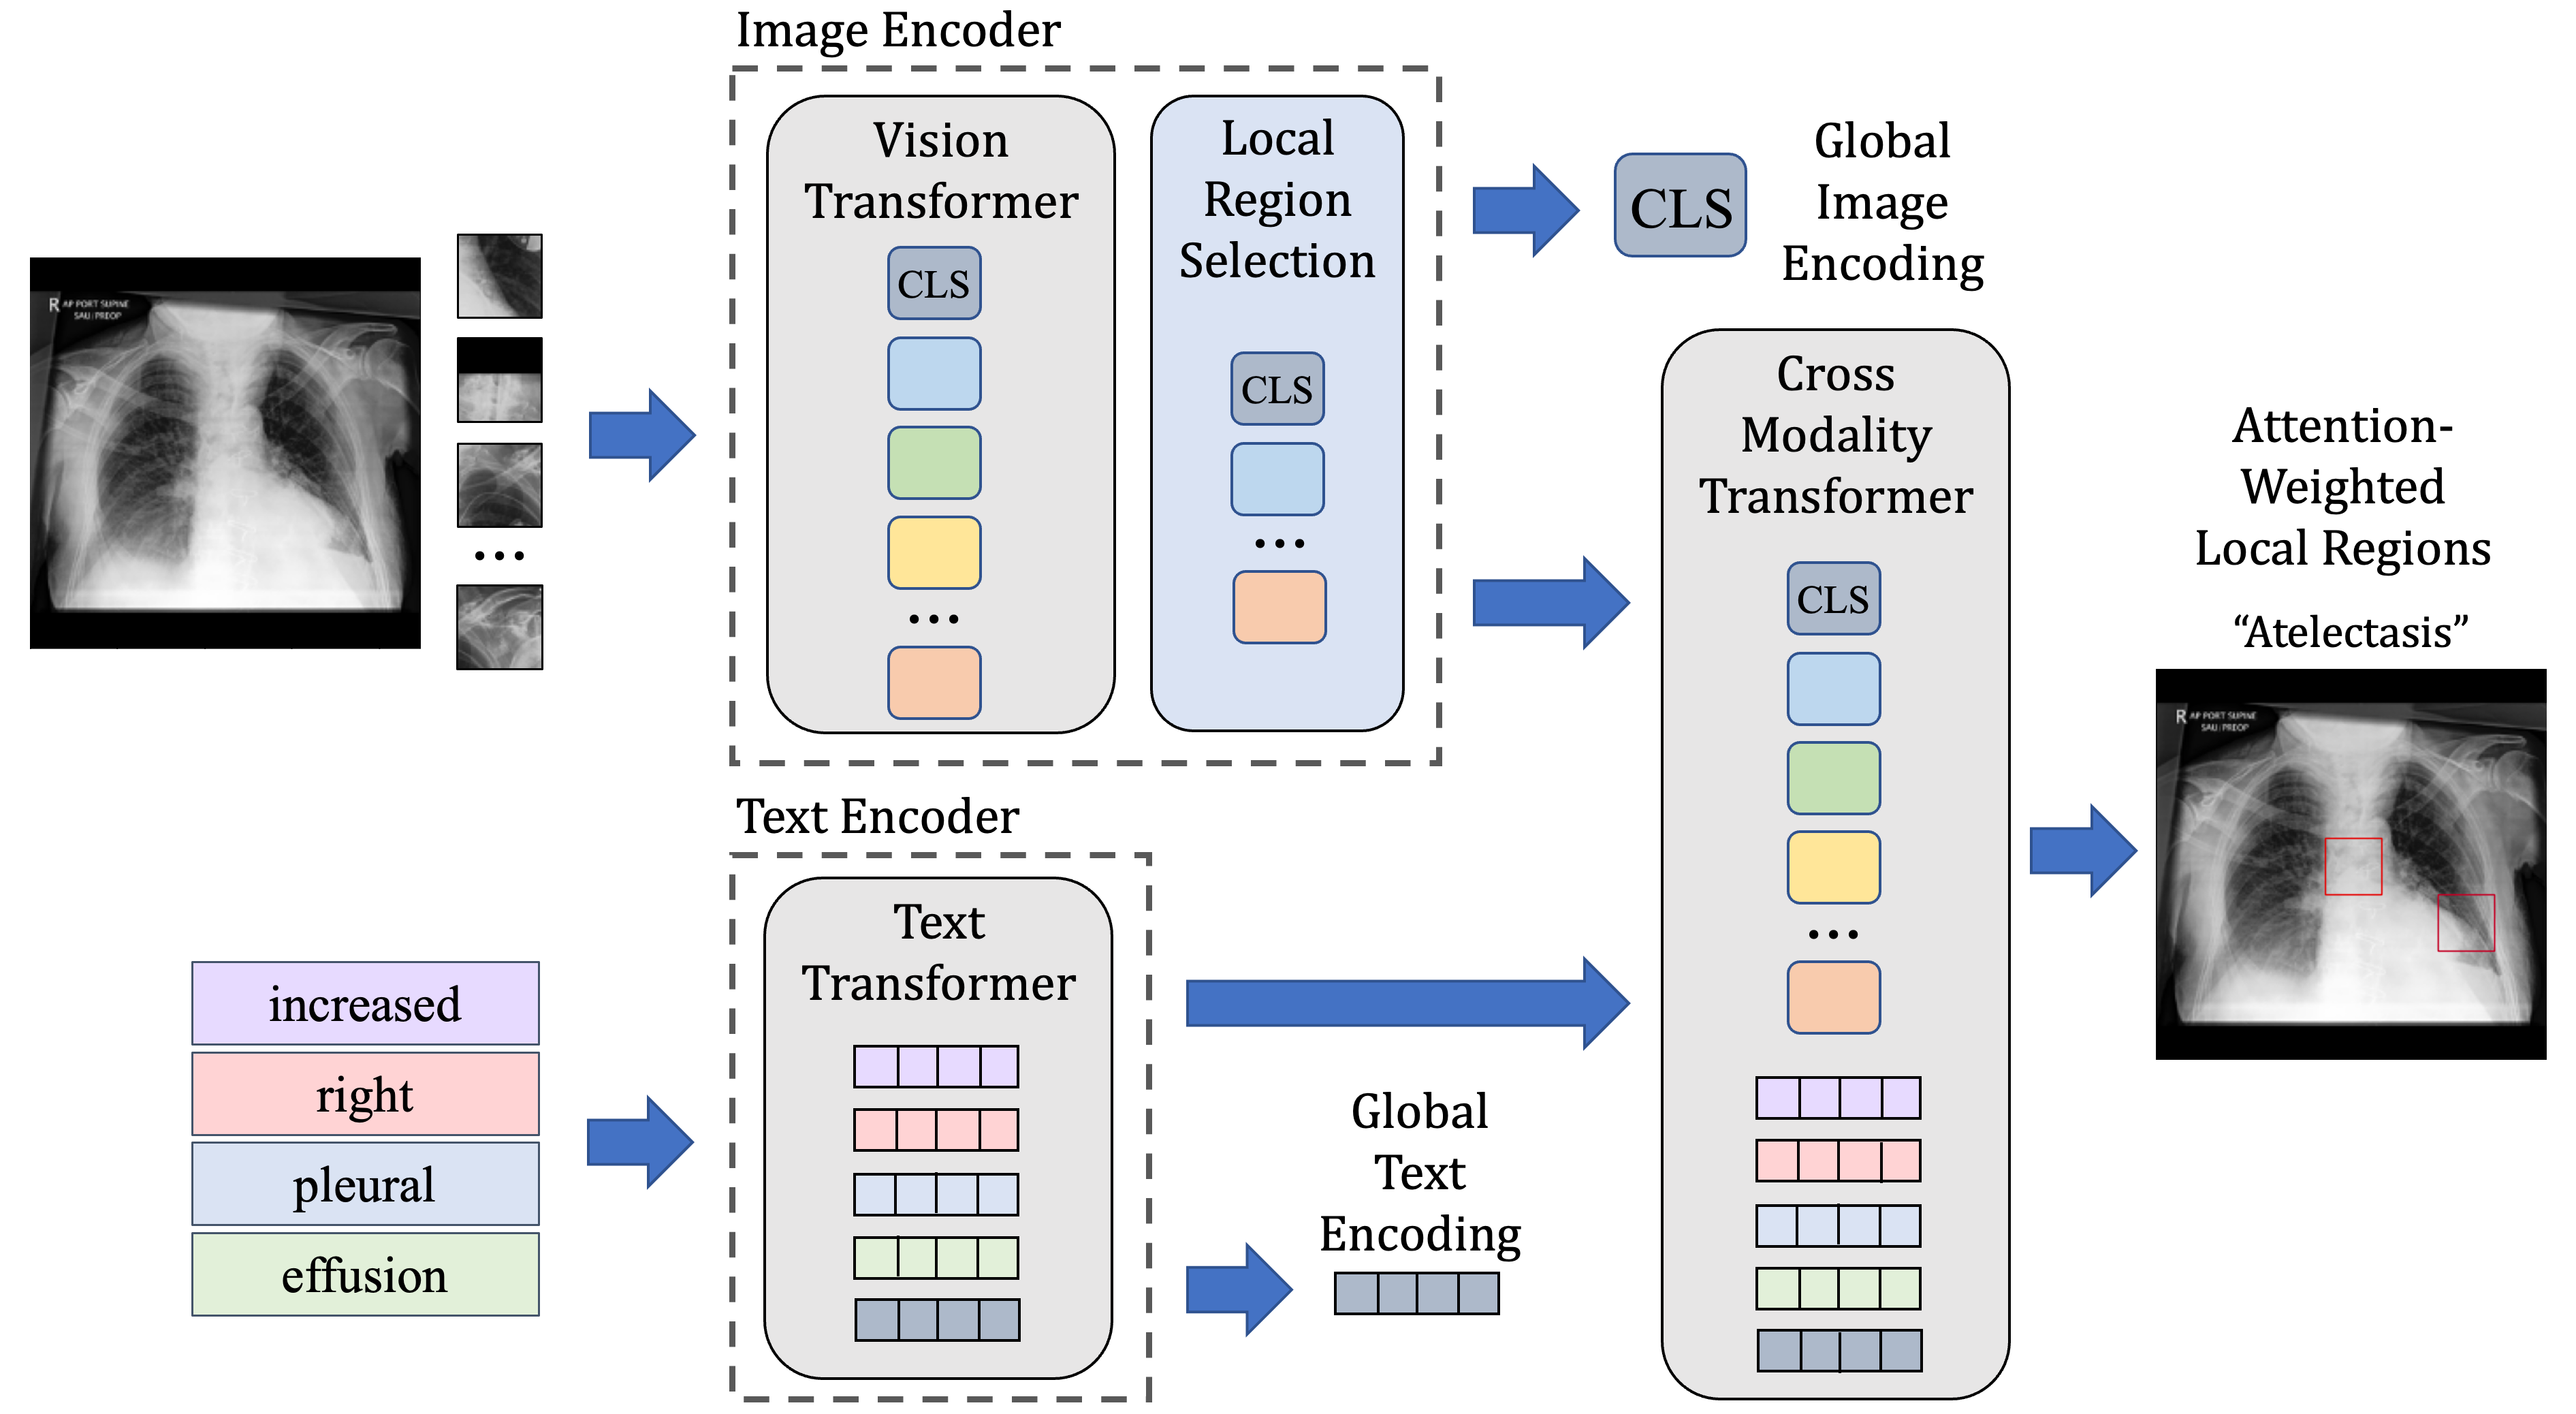 Image Encoder
Vision
Transformer
CLS
...
Local
Region
Selection
CLS
...
CLS
Global
Image
Encoding
R AP PORT SUPINE
SAU/PREOP
...
Cross
Modality
Transformer
CLS
...
Attention-
Weighted
Local Regions
“Atelectasis”
R AP PORT SUPINE
SAU/PREOP
Text Encoder
Text
Transformer
increased
right
pleural
effusion
Global
Text
Encoding